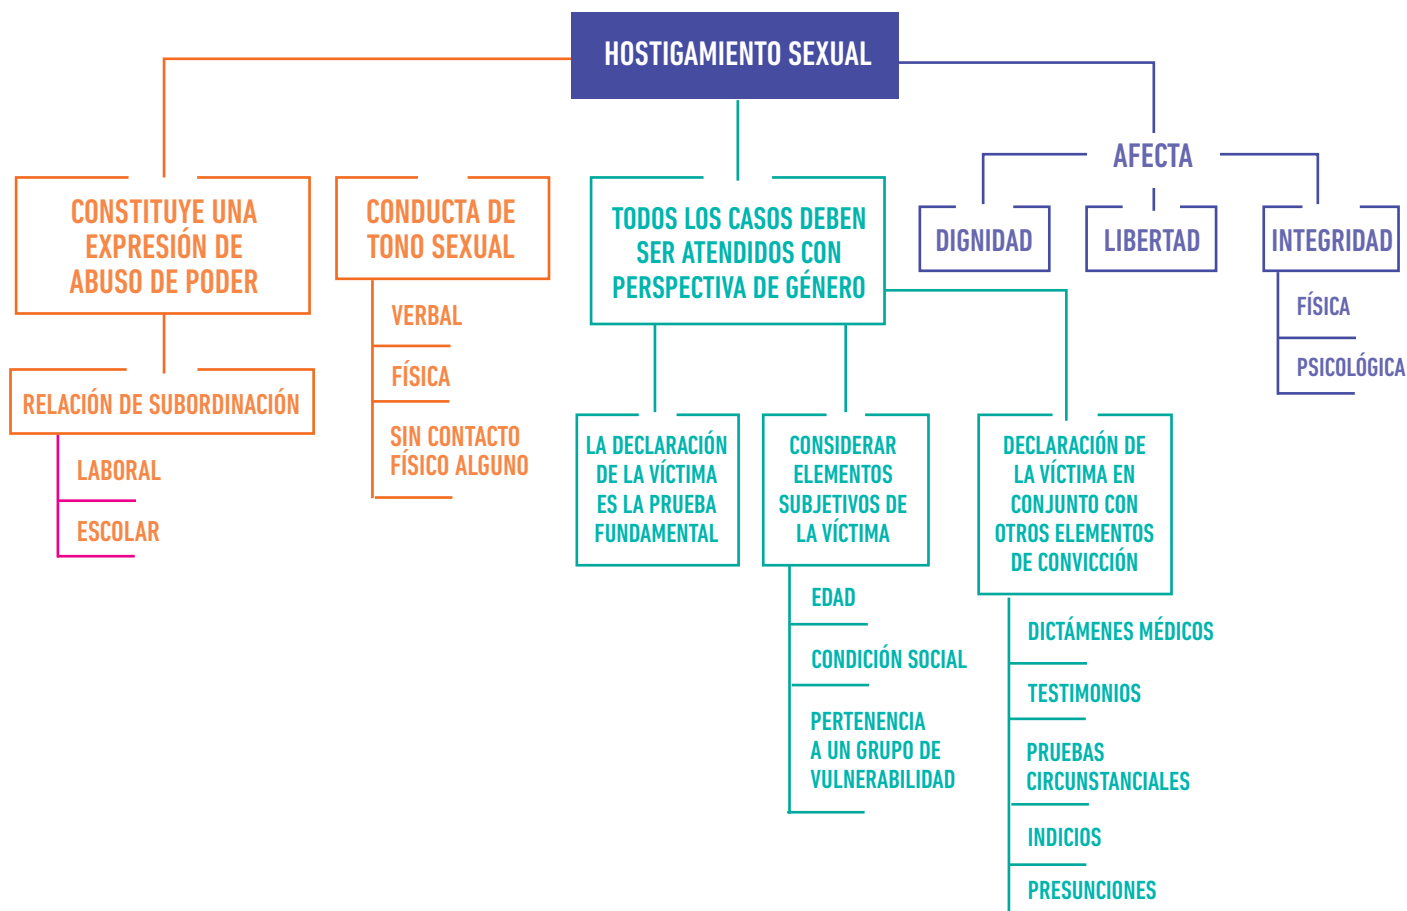 HOSTIGAMIENTO SEXUAL
CONSTITUYE UNA
EXPRESIÓN DE
ABUSO DE PODER
RELACIÓN DE SUBORDINACIÓN
LABORAL
ESCOLAR
CONDUCTA DE
TONO SEXUAL
VERBAL
FÍSICA
SIN CONTACTO
FÍSICO ALGUNO
TODOS LOS CASOS DEBEN
SER ATENDIDOS CON
PERSPECTIVA DE GÉNERO
LA DECLARACIÓN
DE LA VÍCTIMA
ES LA PRUEBA
FUNDAMENTAL
CONSIDERAR
ELEMENTOS
SUBJETIVOS DE
LA VÍCTIMA
EDAD
CONDICIÓN SOCIAL
PERTENENCIA
A UN GRUPO DE
VULNERABILIDAD
DECLARACIÓN DE
LA VÍCTIMA EN
CONJUNTO CON
OTROS ELEMENTOS
DE CONVICCIÓN
DICTÁMENES MÉDICOS
TESTIMONIOS
PRUEBAS
CIRCUNSTANCIALES
INDICIOS
PRESUNCIONES
AFECTA
DIGNIDAD
LIBERTAD
INTEGRIDAD
FÍSICA
PSICOLÓGICA